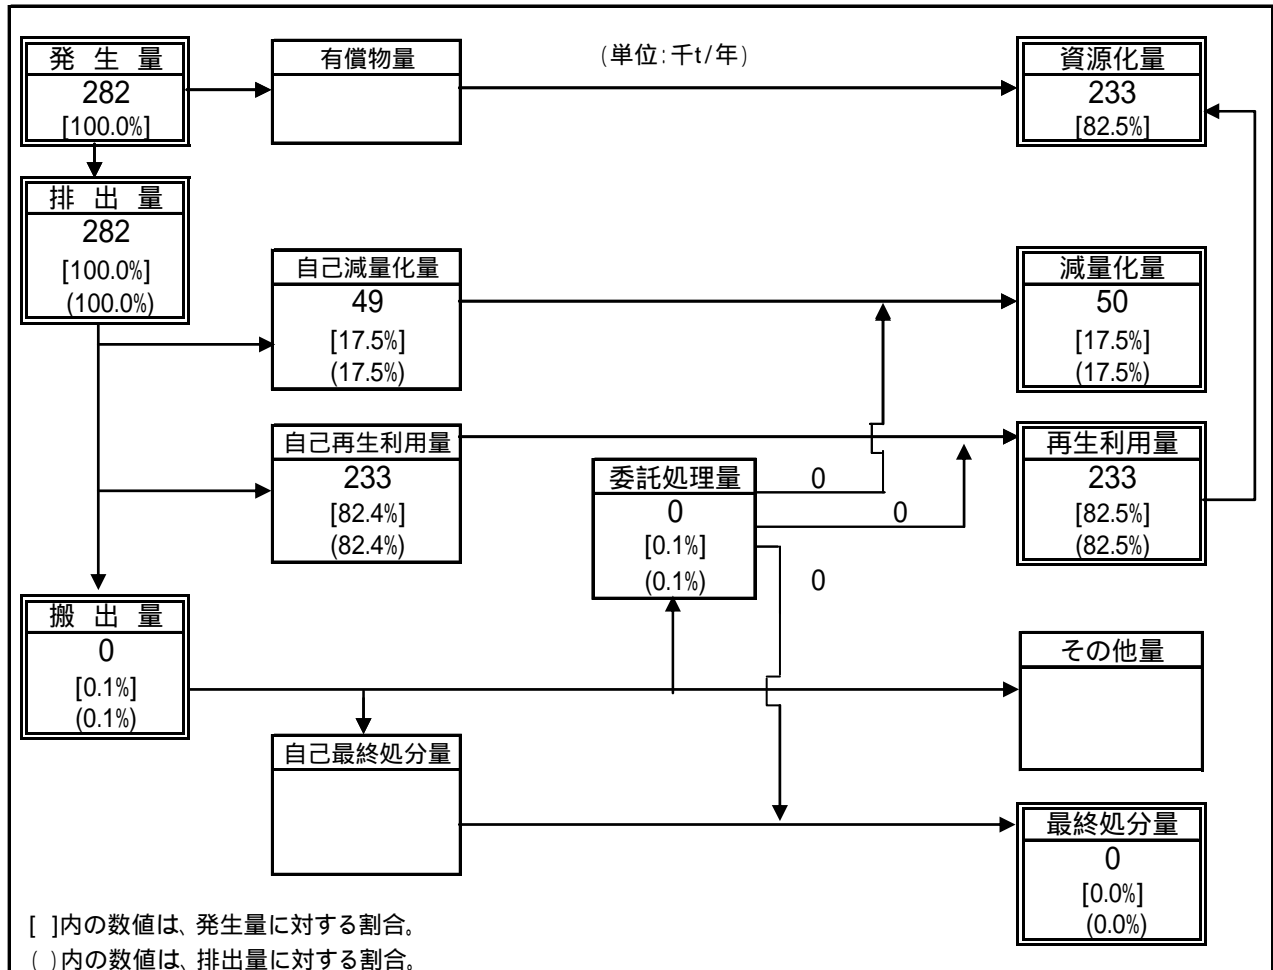 (単位:千t/年)
発 生 量
282
[100.0%]
有償物量
資源化量
233
[82.5%]
排 出 量
282
[100.0%]
(100.0%)
自己減量化量
49
[17.5%]
(17.5%)
減量化量
50
[17.5%]
(17.5%)
自己再生利用量
233
[82.4%]
(82.4%)
委託処理量
0
[0.1%]
(0.1%)
0
0
0
再生利用量
233
[82.5%]
(82.5%)
搬 出 量
0
[0.1%]
(0.1%)
その他量
自己最終処分量
最終処分量
0
[0.0%]
(0.0%)
[ ]内の数値は、発生量に対する割合。
( )内の数値は、排出量に対する割合。